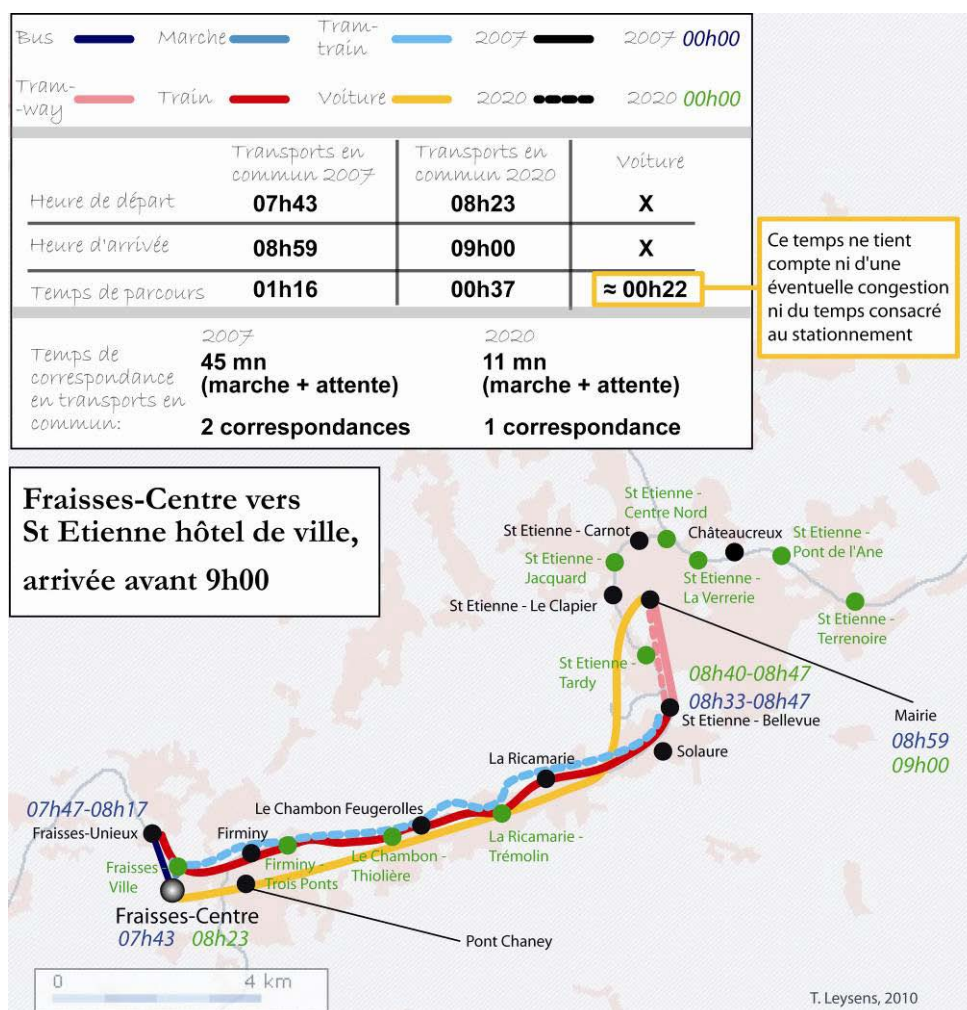 Bus
Marche
Tram-
train
2007
2007 00h00
Tram-
-way
Train
Voiture
2020
2020 00h00
Transports en
commun 2007
Transports en
commun 2020
Voiture
Heure de départ
07h43
08h23
X
Heure d'arrivée
08h59
09h00
X
Temps de parcours
01h16
00h37
≈ 00h22
Ce temps ne tient
compte ni d'une
éventuelle congestion
ni du temps consacré
au stationnement
Temps de
correspondance
en transports en
commun:
2007
45 mn
(marche + attente)
2 correspondances
2020
11 mn
(marche + attente)
1 correspondance
Fraisses-Centre vers
St Etienne hôtel de ville,
arrivée avant 9h00
St Etienne -
Centre Nord
St Etienne - Carnot
Châteaucreux
St Etienne -
Pont de l'Ane
St Etienne -
Jacquard
St Etienne -
La Verrerie
St Etienne - Le Clapier
St Etienne -
Terrenoire
St Etienne -
Tardy
08h40-08h47
08h33-08h47
St Etienne - Bellevue
Mairie
08h59
09h00
Solaure
La Ricamarie
07h47-08h17
Fraisses-Unieux
Le Chambon Feugerolles
Firminy
La Ricamarie -
Trémolin
Fraisses -
Ville
Firminy -
Trois Ponts
Le Chambon -
Thiolière
Fraisses-Centre
07h43 08h23
Pont Chaney
0 4 km
T. Leysens, 2010